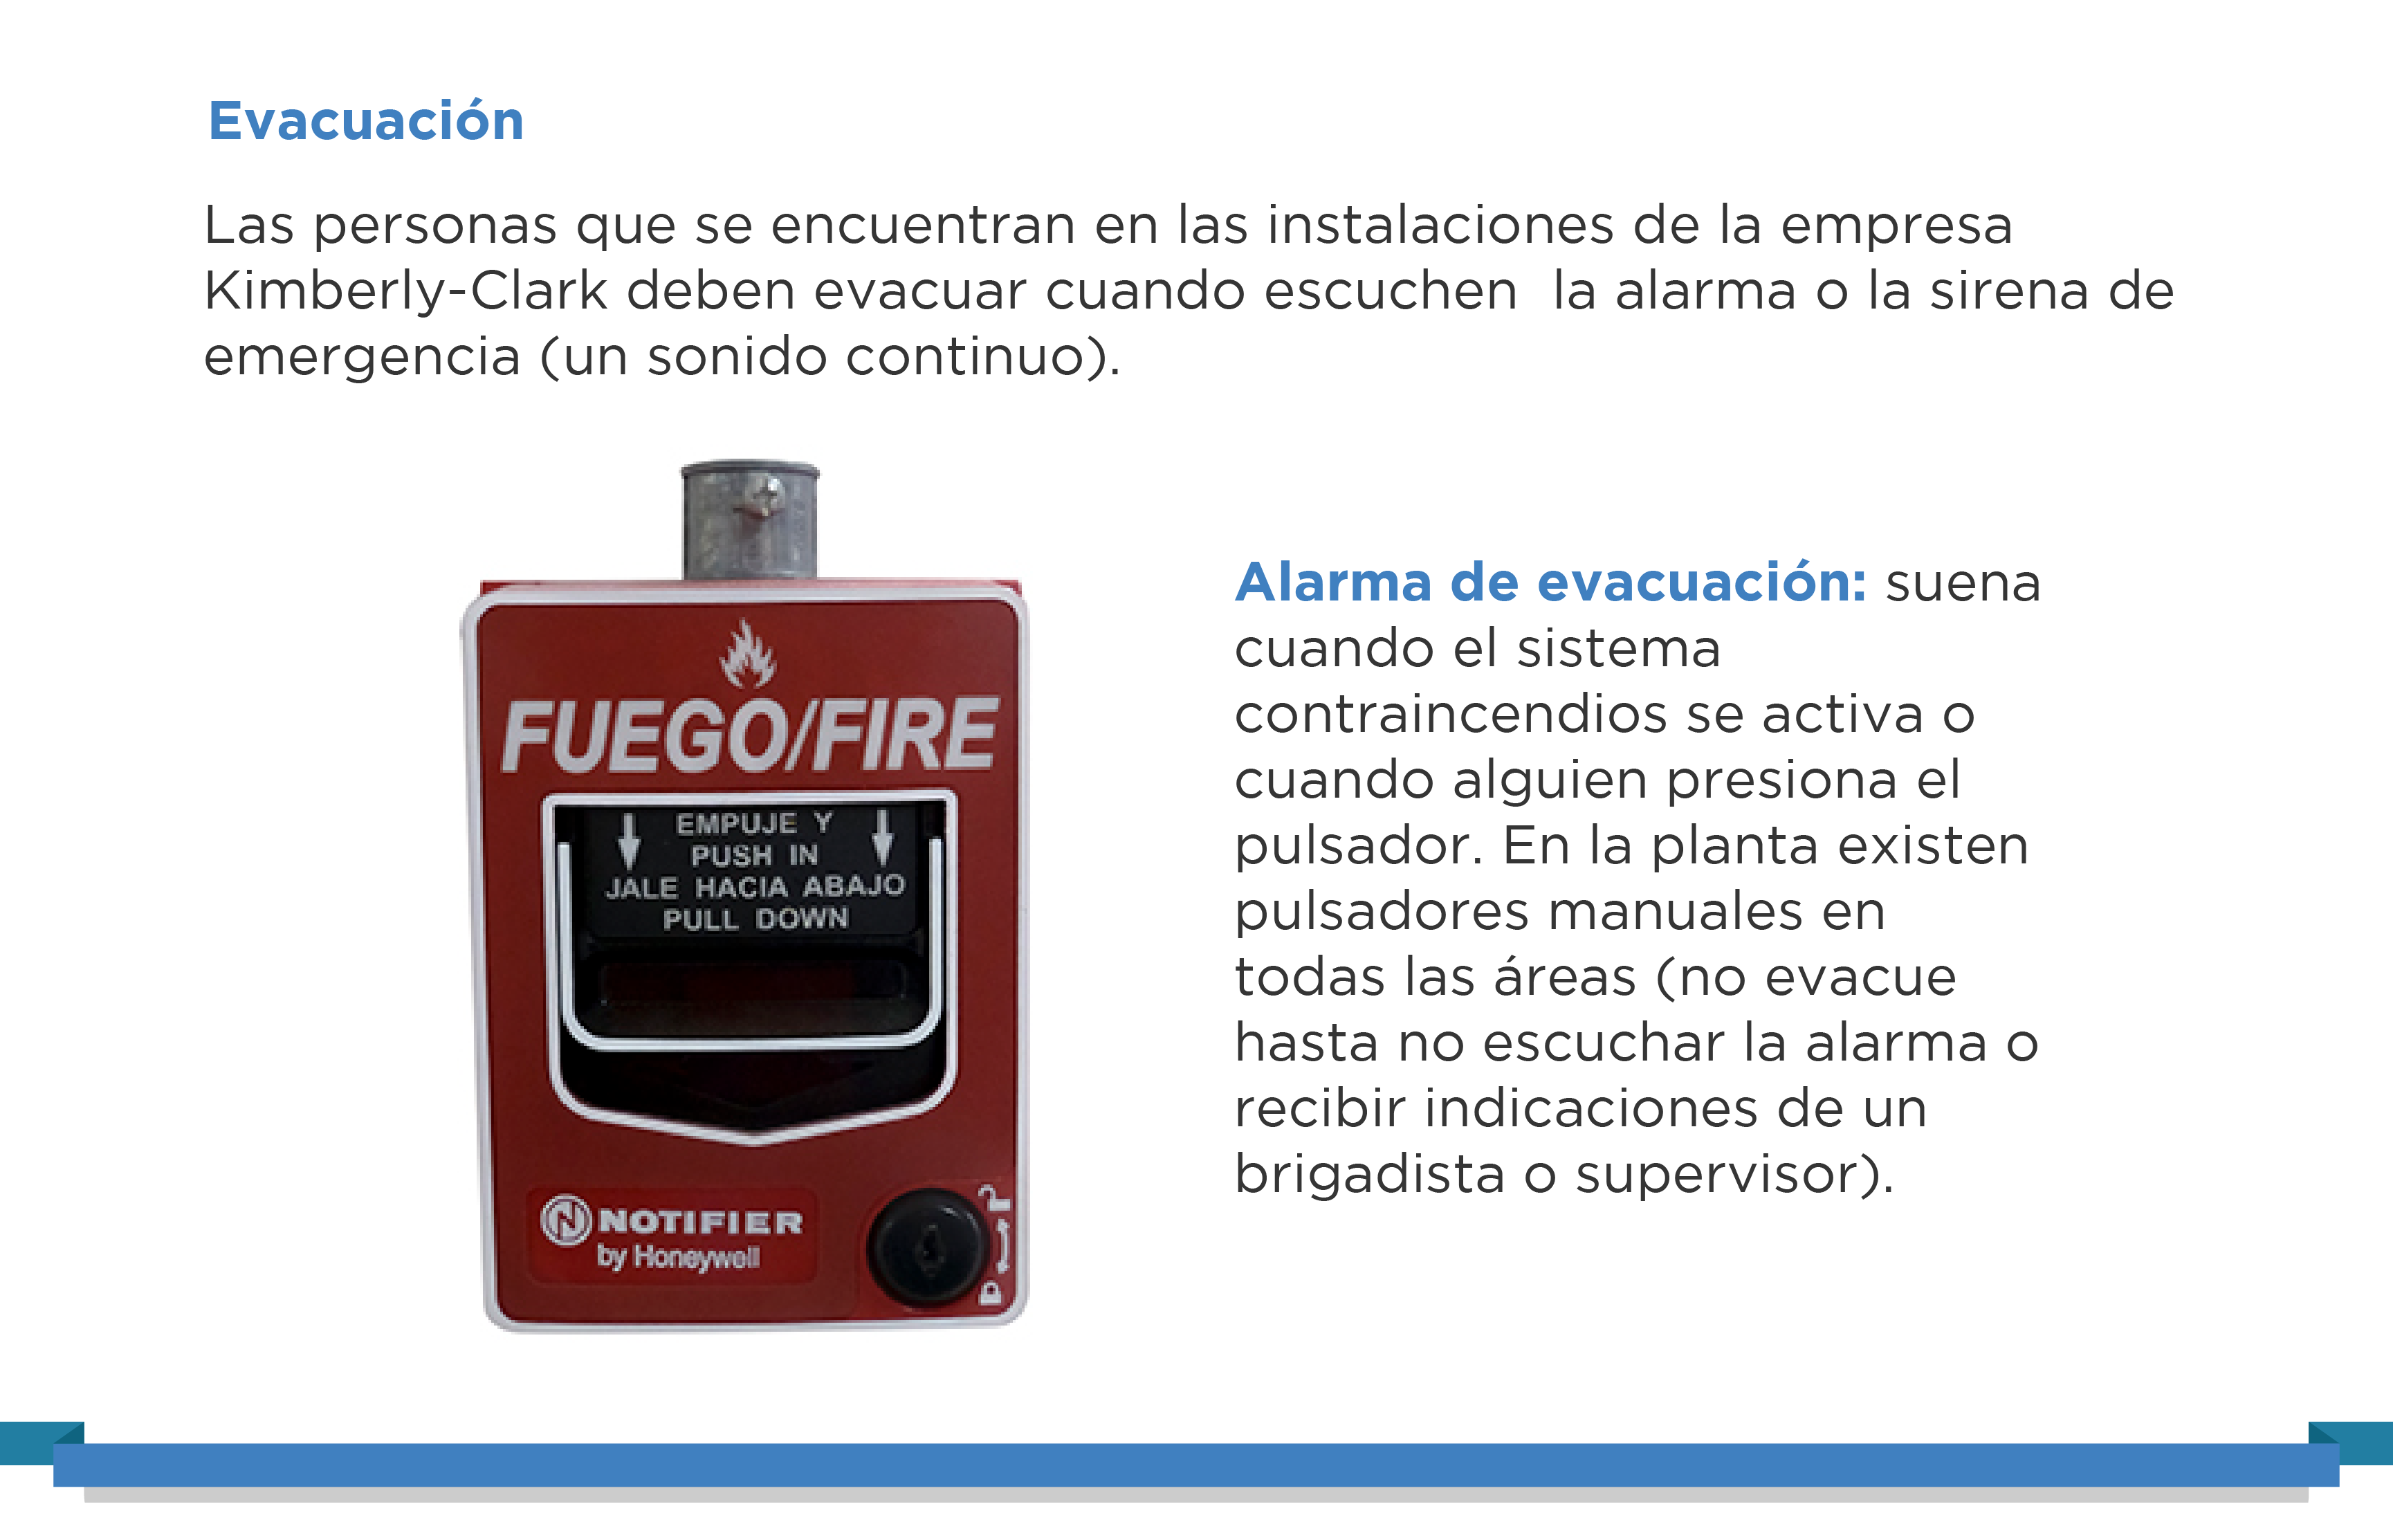 Evacuación
Las personas que se encuentran en las instalaciones de la empresa
Kimberly-Clark deben evacuar cuando escuchen  la alarma o la sirena de
emergencia (un sonido continuo).
FUEGO/FIRE
EMPUJE Y
PUSH IN
JALE HACIA ABAJO
PULL DOWN
NOTIFIER
by Honeywell
Alarma de evacuación: suena
cuando el sistema
contraincendios se activa o
cuando alguien presiona el
pulsador. En la planta existen
pulsadores manuales en
todas las áreas (no evacue
hasta no escuchar la alarma o
recibir indicaciones de un
brigadista o supervisor).